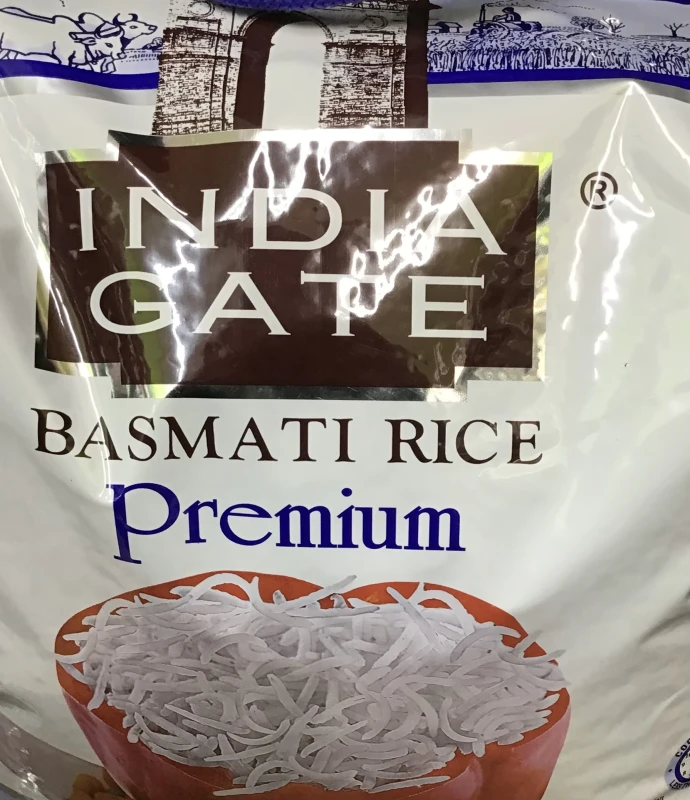 INDIA
®
GATE
BASMATI RICE
Premium